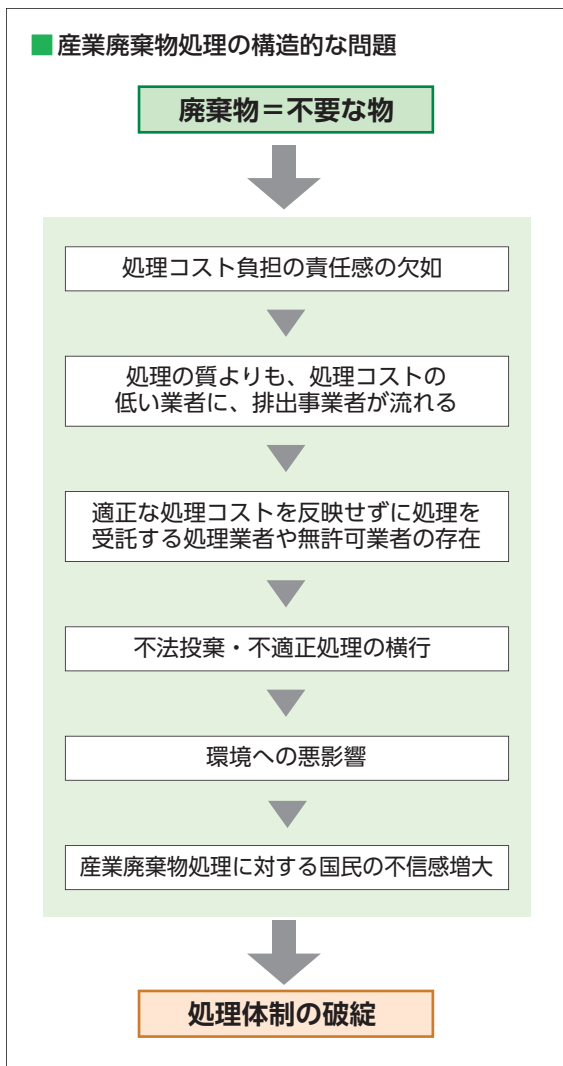 ■産業廃棄物処理の構造的な問題
廃棄物＝不要な物
処理コスト負担の責任感の欠如
処理の質よりも、処理コストの
低い業者に、排出事業者が流れる
適正な処理コストを反映せずに処理を
受託する処理業者や無許可業者の存在
不法投棄・不適正処理の横行
環境への悪影響
産業廃棄物処理に対する国民の不信感増大
処理体制の破綻